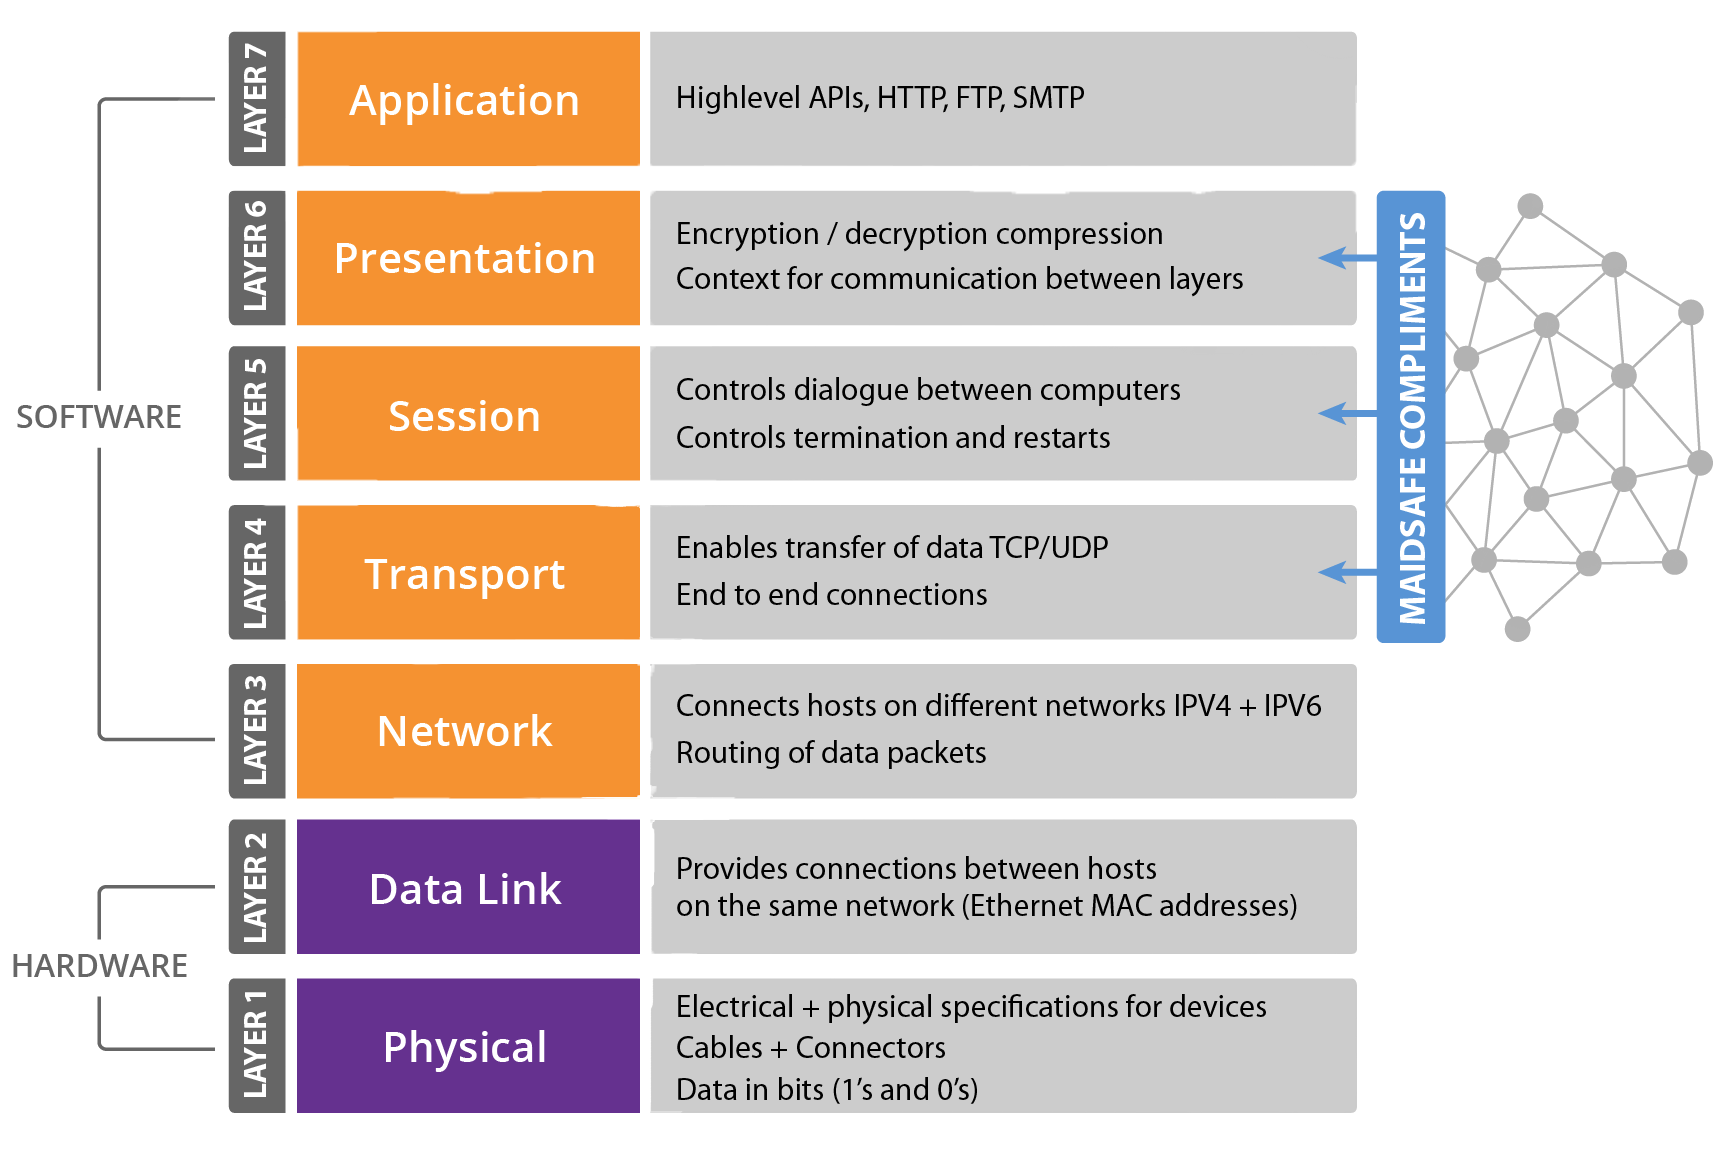 LAYER 7
Application
Highlevel APIs, HTTP, FTP, SMTP
LAYER 6
Presentation
Encryption / decryption compression
Context for communication between layers
MAIDSAFE COMPLIMENTS
SOFTWARE
LAYER 5
Session
Controls dialogue between computers
Controls termination and restarts
LAYER 4
Transport
Enables transfer of data TCP/UDP
End to end connections
LAYER 3
Network
Connects hosts on different networks IPV4 + IPV6
Routing of data packets
HARDWARE
LAYER 2
Data Link
Provides connections between hosts
on the same network (Ethernet MAC addresses)
LAYER 1
Physical
Electrical + physical specifications for devices
Cables + Connectors
Data in bits (1’s and 0’s)